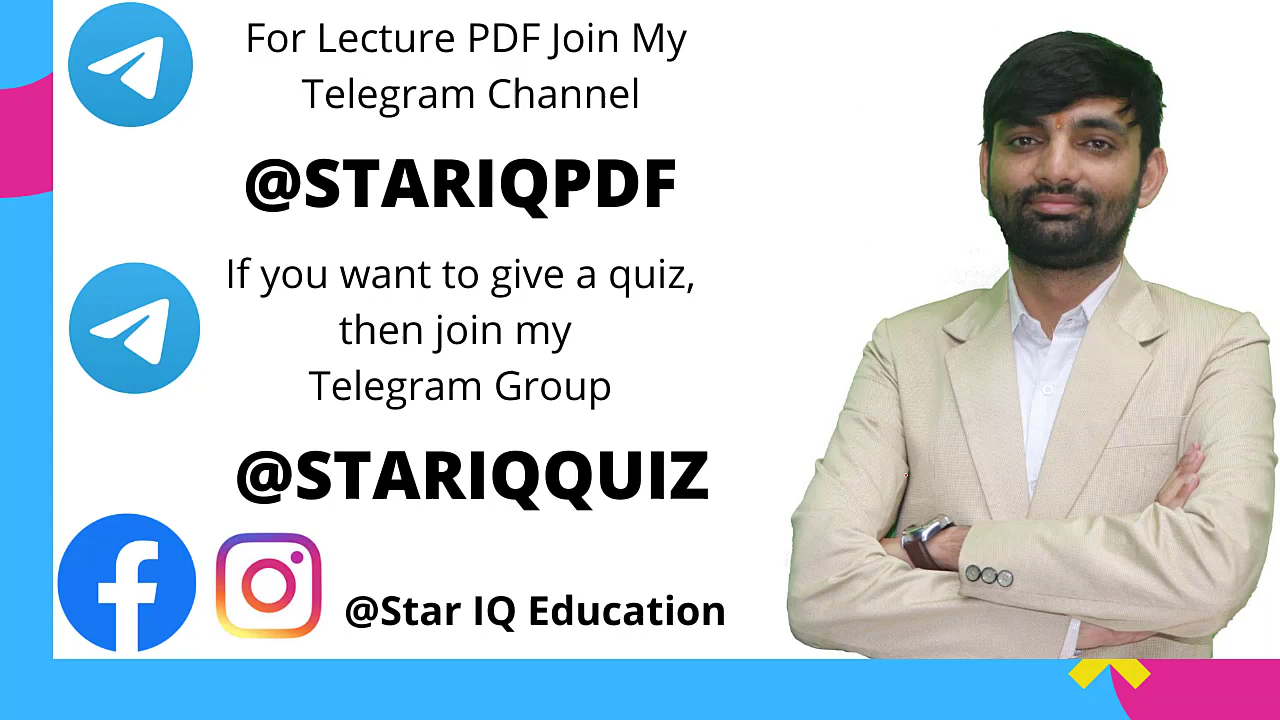 For Lecture PDF Join My
Telegram Channel
@STARIQPDF
If you want to give a quiz,
then join my
Telegram Group
@STARIQQUIZ
@Star IQ Education